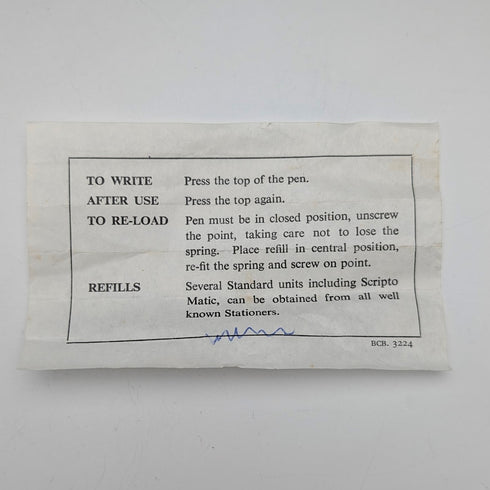 TO WRITE Press the top of the pen.
AFTER USE Press the top again.
TO RE-LOAD Pen must be in closed position, unscrew
the point, taking care not to lose the
spring. Place refill in central position,
re-fit the spring and screw on point.
REFILLS Several Standard units including Scripto
Matic, can be obtained from all well
known Stationers.
BCB. 3224